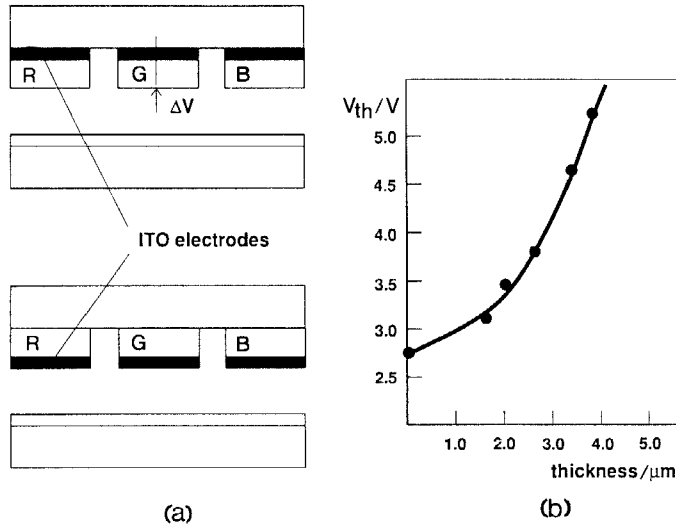 R G B
ΔV
ITO electrodes
R G B
(a)
V_th/V
5.0
4.5
4.0
3.5
3.0
2.5
1.0 2.0 3.0 4.0 5.0
thickness/μm
(b)